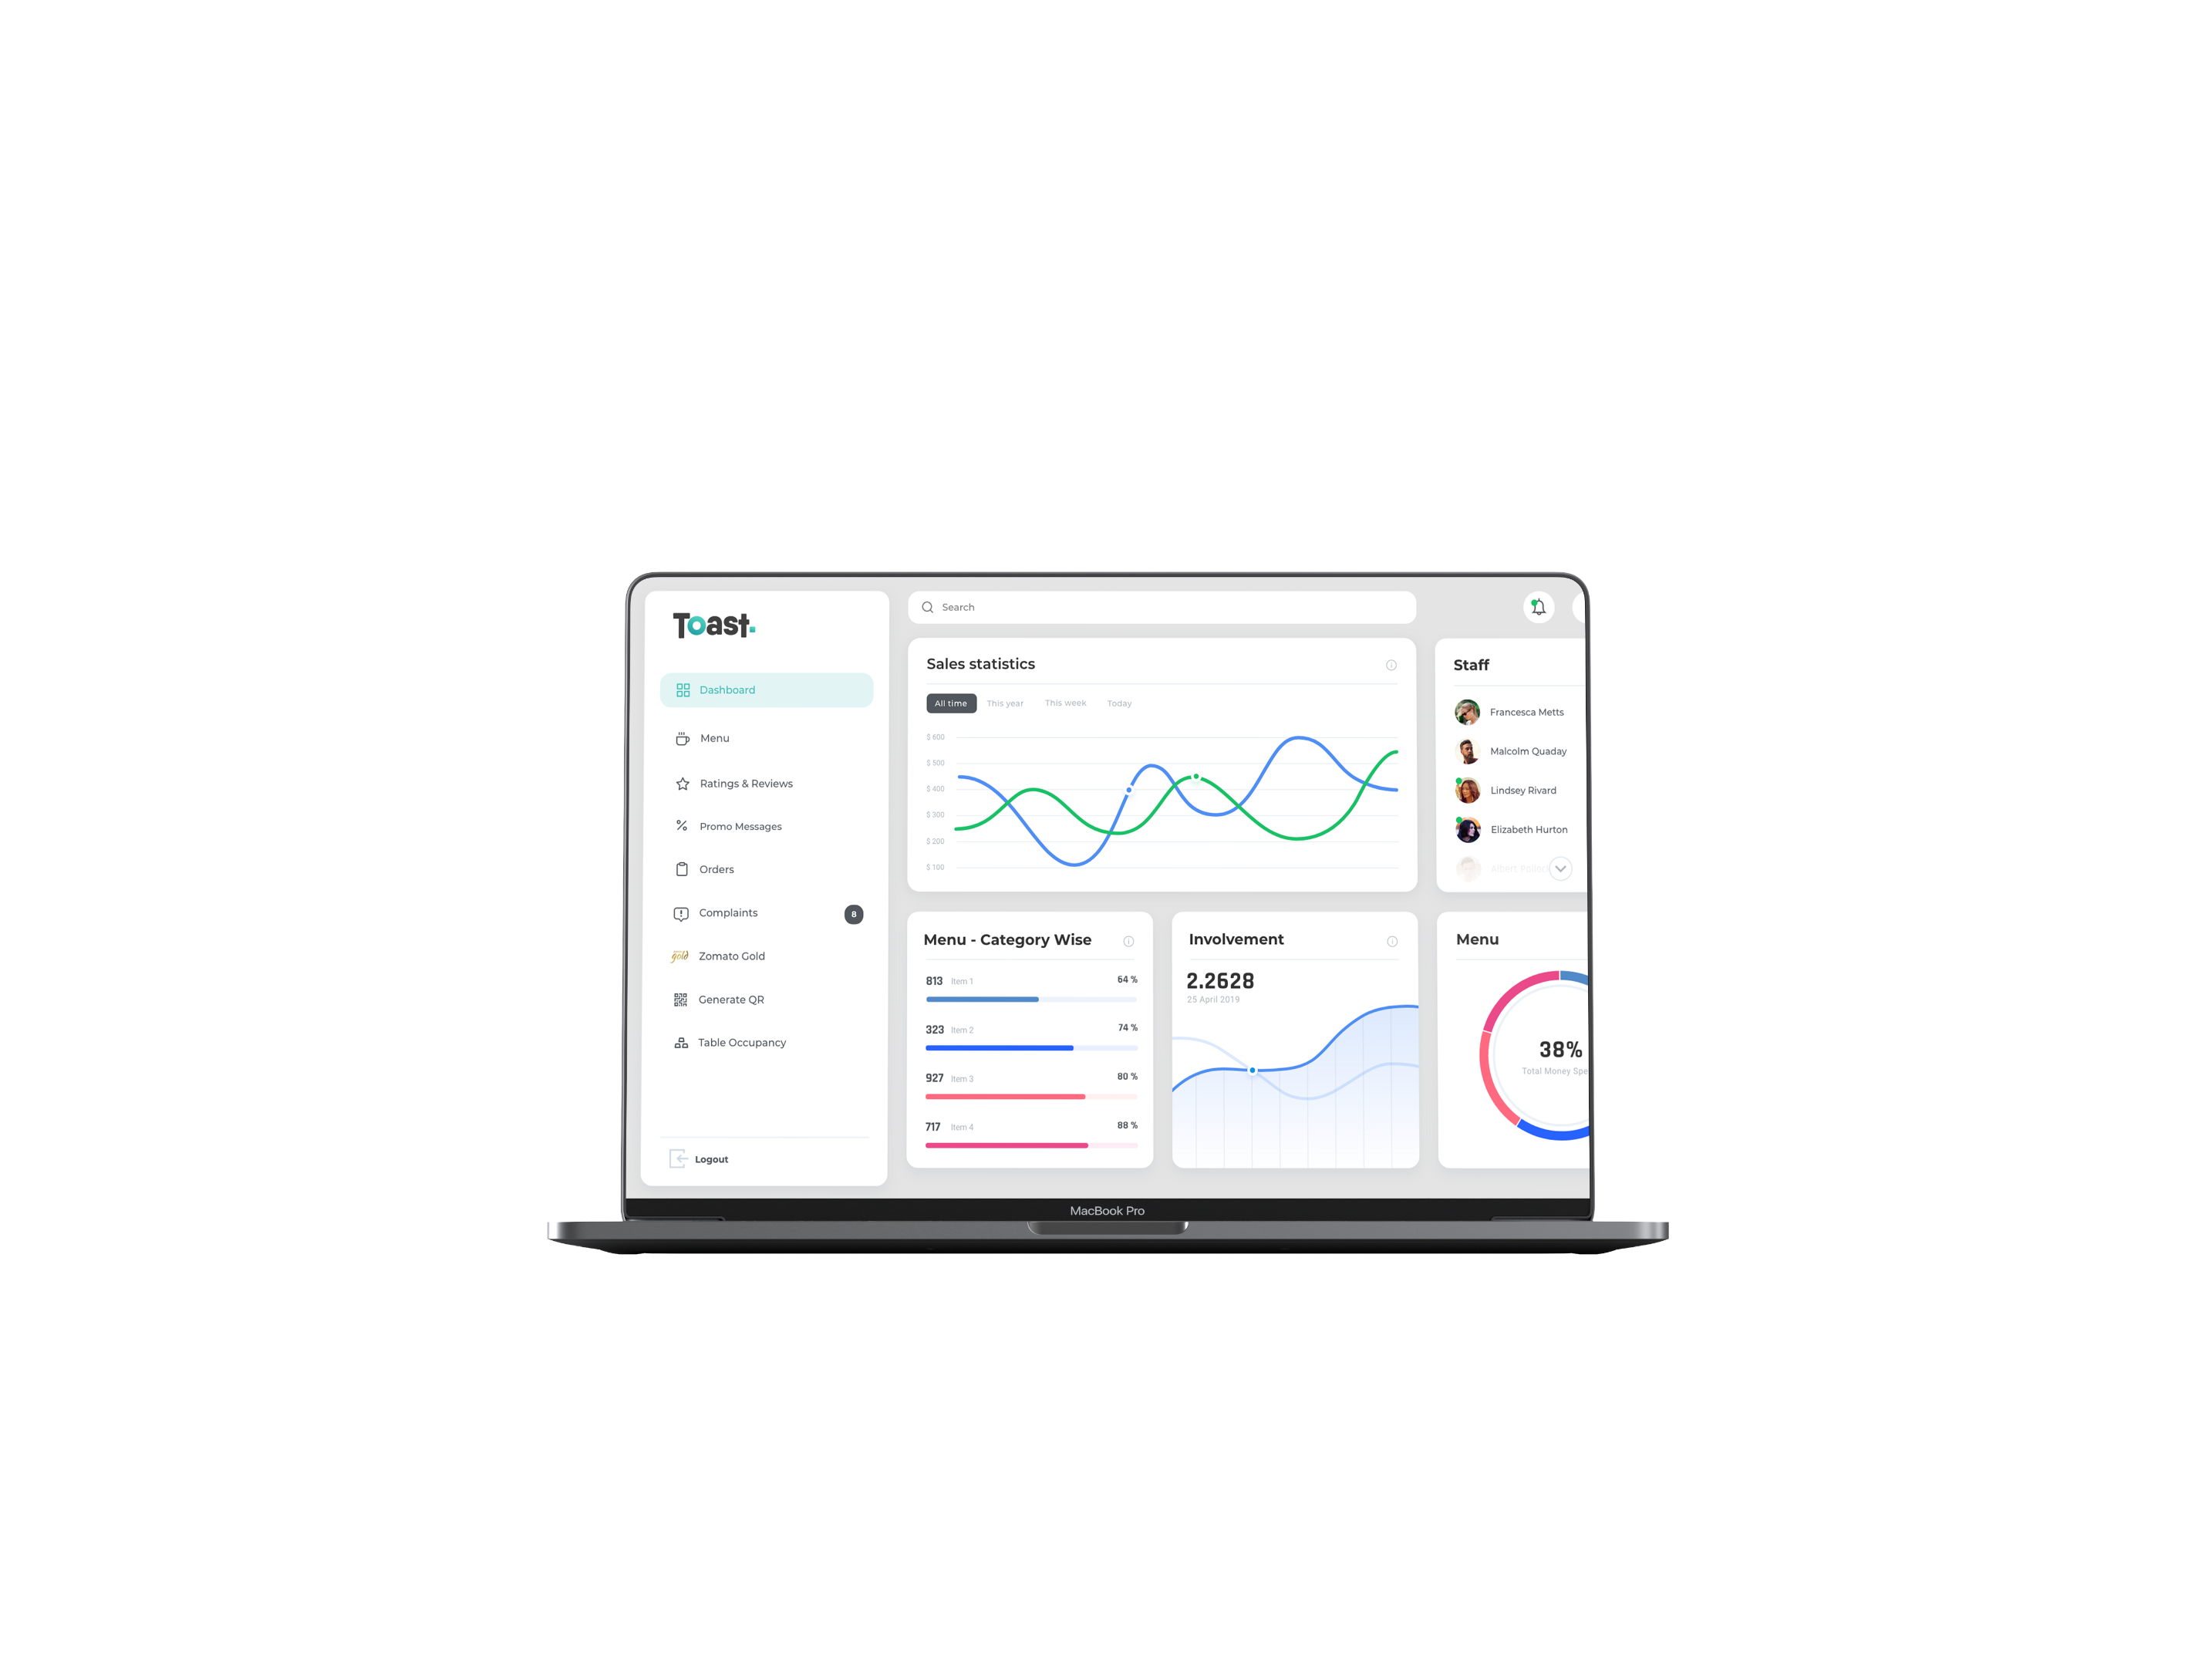 Toast.
Dashboard
Menu
Ratings & Reviews
Promo Messages
Orders
Complaints
8
gold
Zomato Gold
Generate QR
Table Occupancy
Logout
Search
Sales statistics
All time This year This week Today
$ 600
$ 500
$ 400
$ 300
$ 200
$ 100
Staff
Francesca Metts
Malcolm Quaday
Lindsey Rivard
Elizabeth Hurton
Albert
Menu - Category Wise
813 Item 1 64 %
323 Item 2 74 %
927 Item 3 80 %
717 Item 4 88 %
Involvement
2.2628
25 April 2019
Menu
38%
Total Money Spe
MacBook Pro